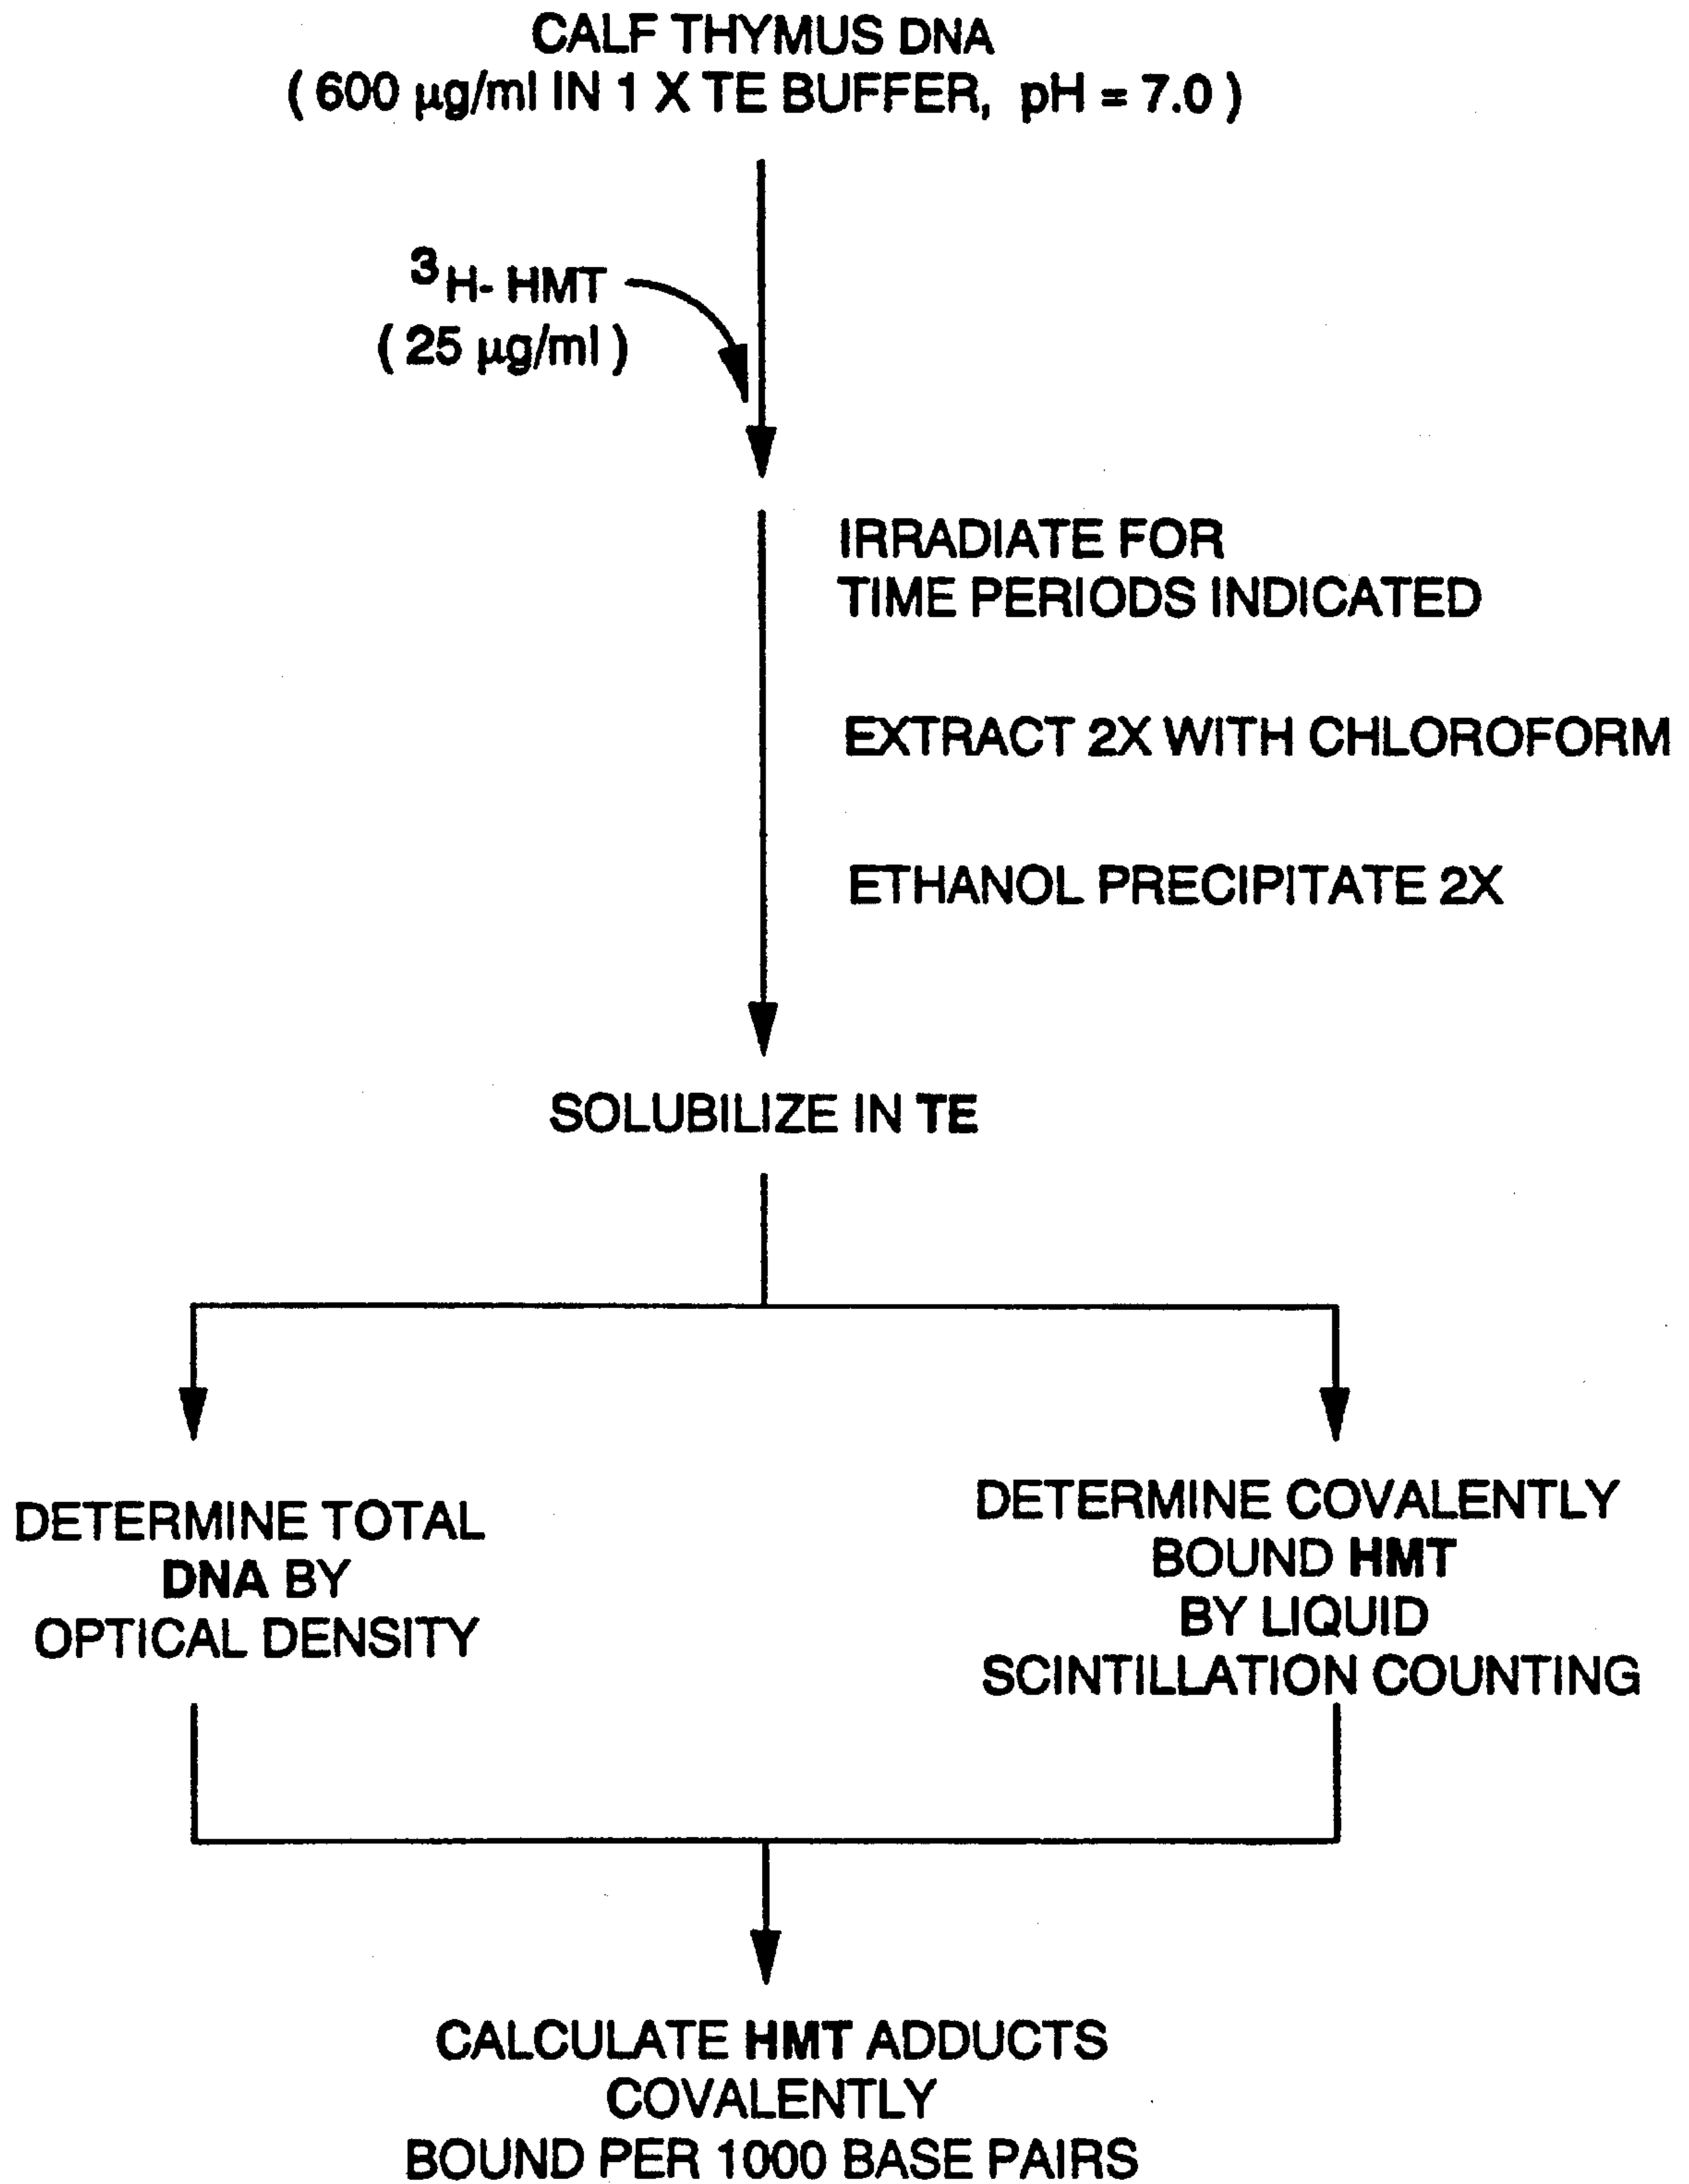 CALF THYMUS DNA
( 600 µg/ml IN 1 X TE BUFFER, pH = 7.0 )
3H- HMT
( 25 µg/ml )
IRRADIATE FOR
TIME PERIODS INDICATED
EXTRACT 2X WITH CHLOROFORM
ETHANOL PRECIPITATE 2X
SOLUBILIZE IN TE
DETERMINE TOTAL
DNA BY
OPTICAL DENSITY
DETERMINE COVALENTLY
BOUND HMT
BY LIQUID
SCINTILLATION COUNTING
CALCULATE HMT ADDUCTS
COVALENTLY
BOUND PER 1000 BASE PAIRS